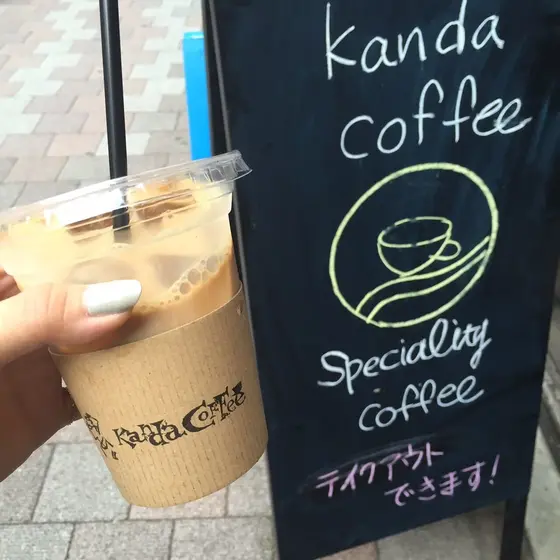 kanda
coffee
Speciality
coffee
テイクアウト
できます!
Kanda Coffee